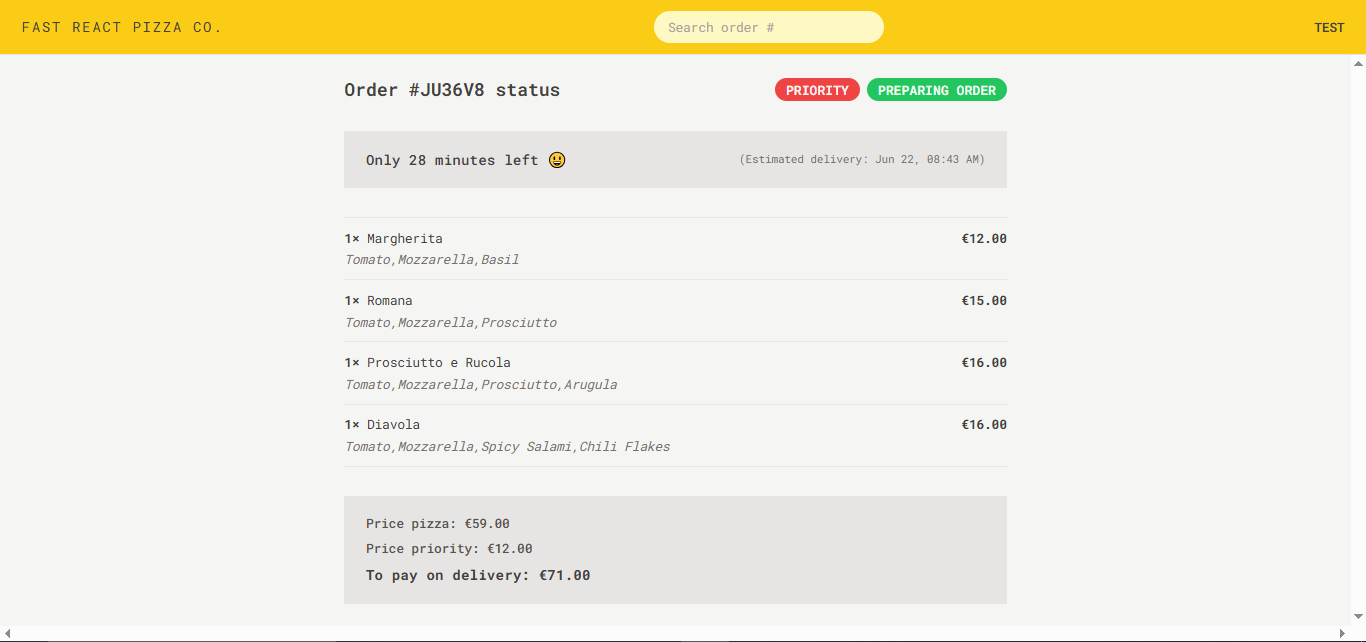 FAST REACT PIZZA CO.
Search order #
TEST
Order #JU36V8 status
PRIORITY
PREPARING ORDER
Only 28 minutes left 😃
(Estimated delivery: Jun 22, 08:43 AM)
1× Margherita
€12.00
Tomato,Mozzarella,Basil
1× Romana
€15.00
Tomato,Mozzarella,Prosciutto
1× Prosciutto e Rucola
€16.00
Tomato,Mozzarella,Prosciutto,Arugula
1× Diavola
€16.00
Tomato,Mozzarella,Spicy Salami,Chili Flakes
Price pizza: €59.00
Price priority: €12.00
To pay on delivery: €71.00